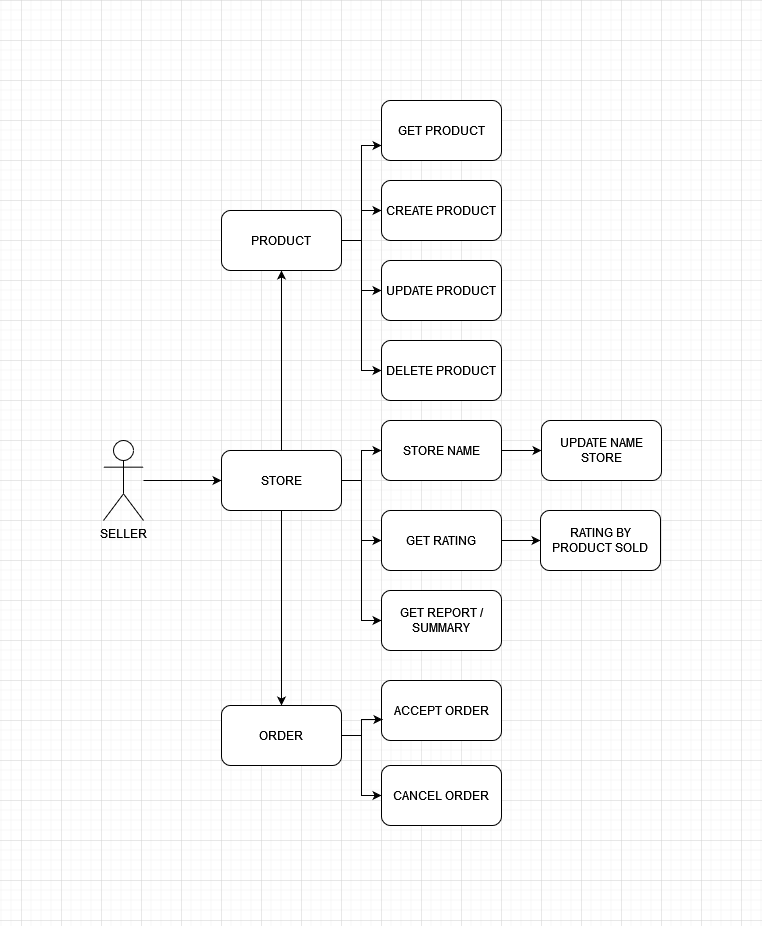 GET PRODUCT
CREATE PRODUCT
PRODUCT
UPDATE PRODUCT
DELETE PRODUCT
STORE NAME
UPDATE NAME
STORE
STORE
SELLER
GET RATING
RATING BY
PRODUCT SOLD
GET REPORT /
SUMMARY
ACCEPT ORDER
ORDER
CANCEL ORDER